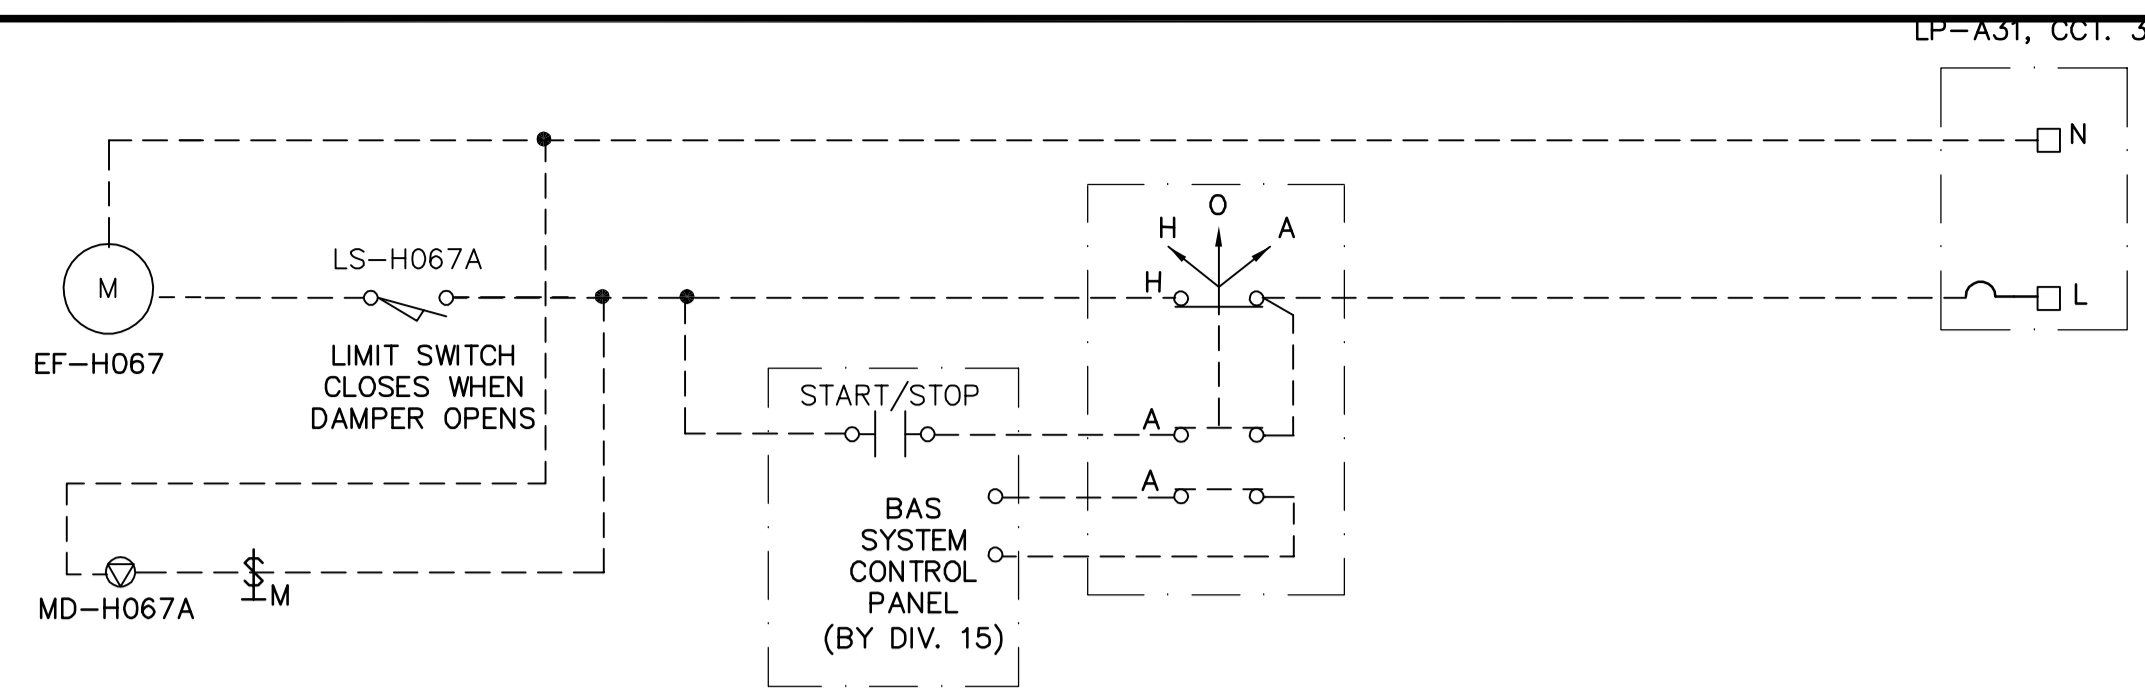 LP-A31, CCT. 3
N
O
H
A
LS-H067A
H
M
L
EF-H067
LIMIT SWITCH
CLOSES WHEN
DAMPER OPENS
START/STOP
A
A
BAS
SYSTEM
CONTROL
PANEL
(BY DIV. 15)
M
MD-H067A